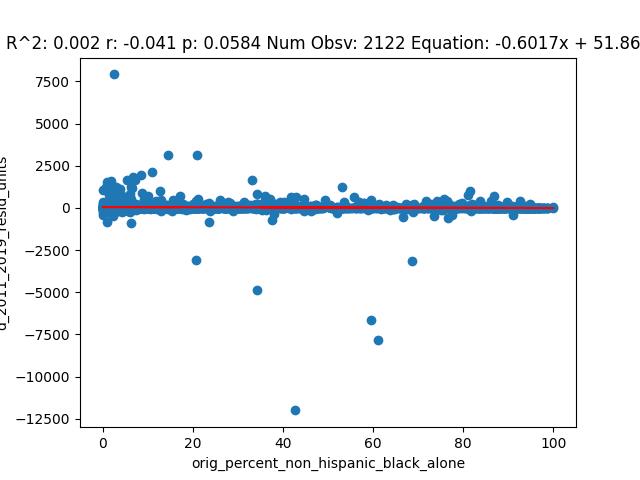 R^2: 0.002 r: -0.041 p: 0.0584 Num Obsv: 2122 Equation: -0.6017x + 51.86
7500
5000
2500
0
−2500
−5000
−7500
−10000
−12500
d_2011_2019_resid_units
0 20 40 60 80 100
orig_percent_non_hispanic_black_alone